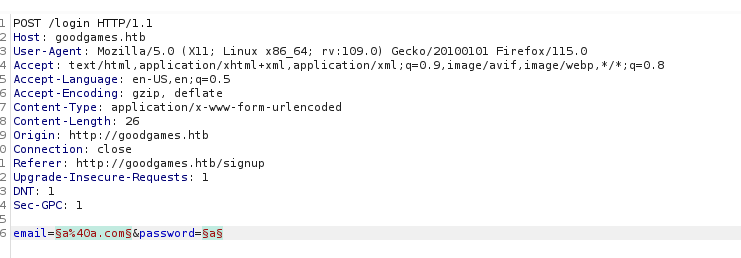 1 POST /login HTTP/1.1
2 Host: goodgames.htb
3 User-Agent: Mozilla/5.0 (X11; Linux x86_64; rv:109.0) Gecko/20100101 Firefox/115.0
4 Accept: text/html,application/xhtml+xml,application/xml;q=0.9,image/avif,image/webp,*/*;q=0.8
5 Accept-Language: en-US,en;q=0.5
6 Accept-Encoding: gzip, deflate
7 Content-Type: application/x-www-form-urlencoded
8 Content-Length: 26
9 Origin: http://goodgames.htb
0 Connection: close
1 Referer: http://goodgames.htb/signup
2 Upgrade-Insecure-Requests: 1
3 DNT: 1
4 Sec-GPC: 1
5
6 email=§a%40a.com§&password=§a§